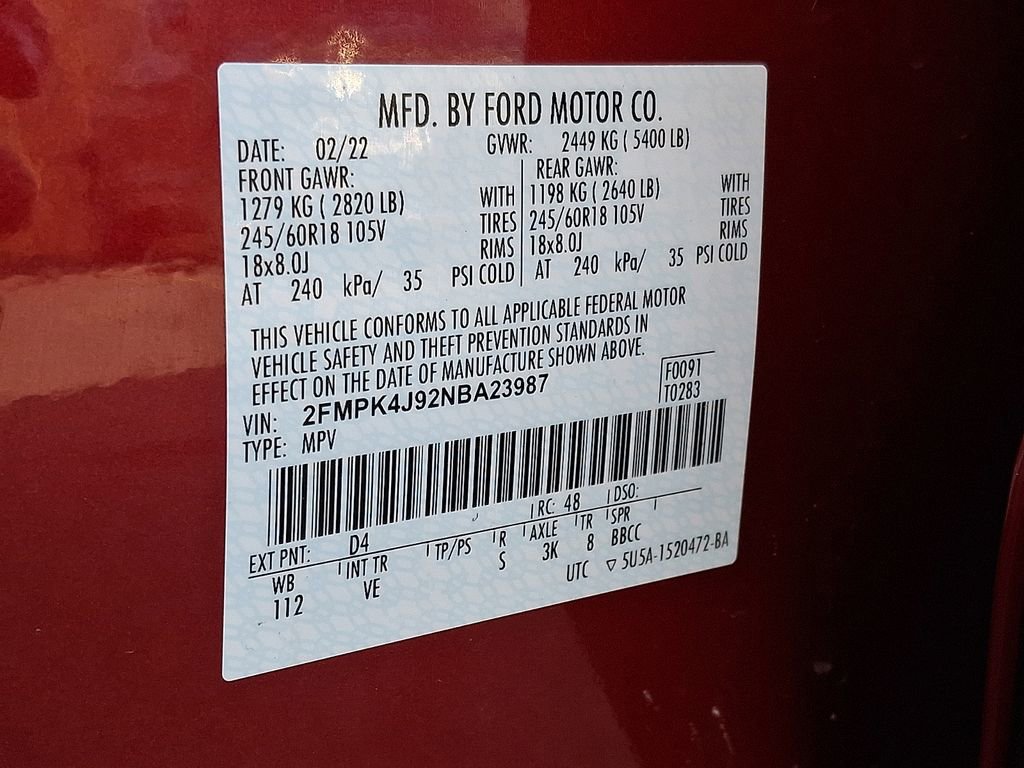 MFD. BY FORD MOTOR CO.
DATE: 02/22 GVWR: 2449 KG ( 5400 LB)
FRONT GAWR: REAR GAWR:
1279 KG ( 2820 LB) WITH 1198 KG ( 2640 LB) WITH
245/60R18 105V TIRES 245/60R18 105V TIRES
18x8.0J RIMS 18x8.0J RIMS
AT 240 kPa/ 35 PSI COLD AT 240 kPa/ 35 PSI COLD
THIS VEHICLE CONFORMS TO ALL APPLICABLE FEDERAL MOTOR
VEHICLE SAFETY AND THEFT PREVENTION STANDARDS IN
EFFECT ON THE DATE OF MANUFACTURE SHOWN ABOVE.
VIN: 2FMPK4J92NBA23987 F0091
TYPE: MPV T0283
EXT PNT: D4 RC: 48 DSO:
WB INT TR TP/PS R AXLE TR SPR
112 VE S 3K 8 BBCC
UTC ▽ 5U5A-1520472-BA